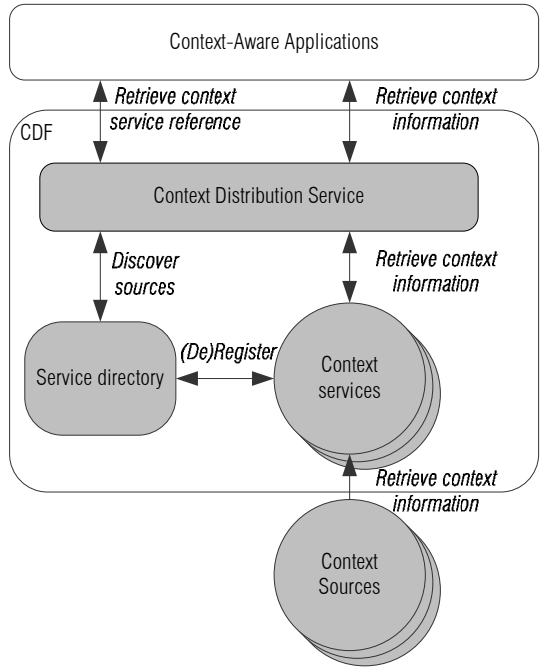 Context-Aware Applications
Retrieve context
service reference
Retrieve context
information
CDF
Context Distribution Service
Discover
sources
Retrieve context
information
(De)Register
Service directory
Context
services
Retrieve context
information
Context
Sources